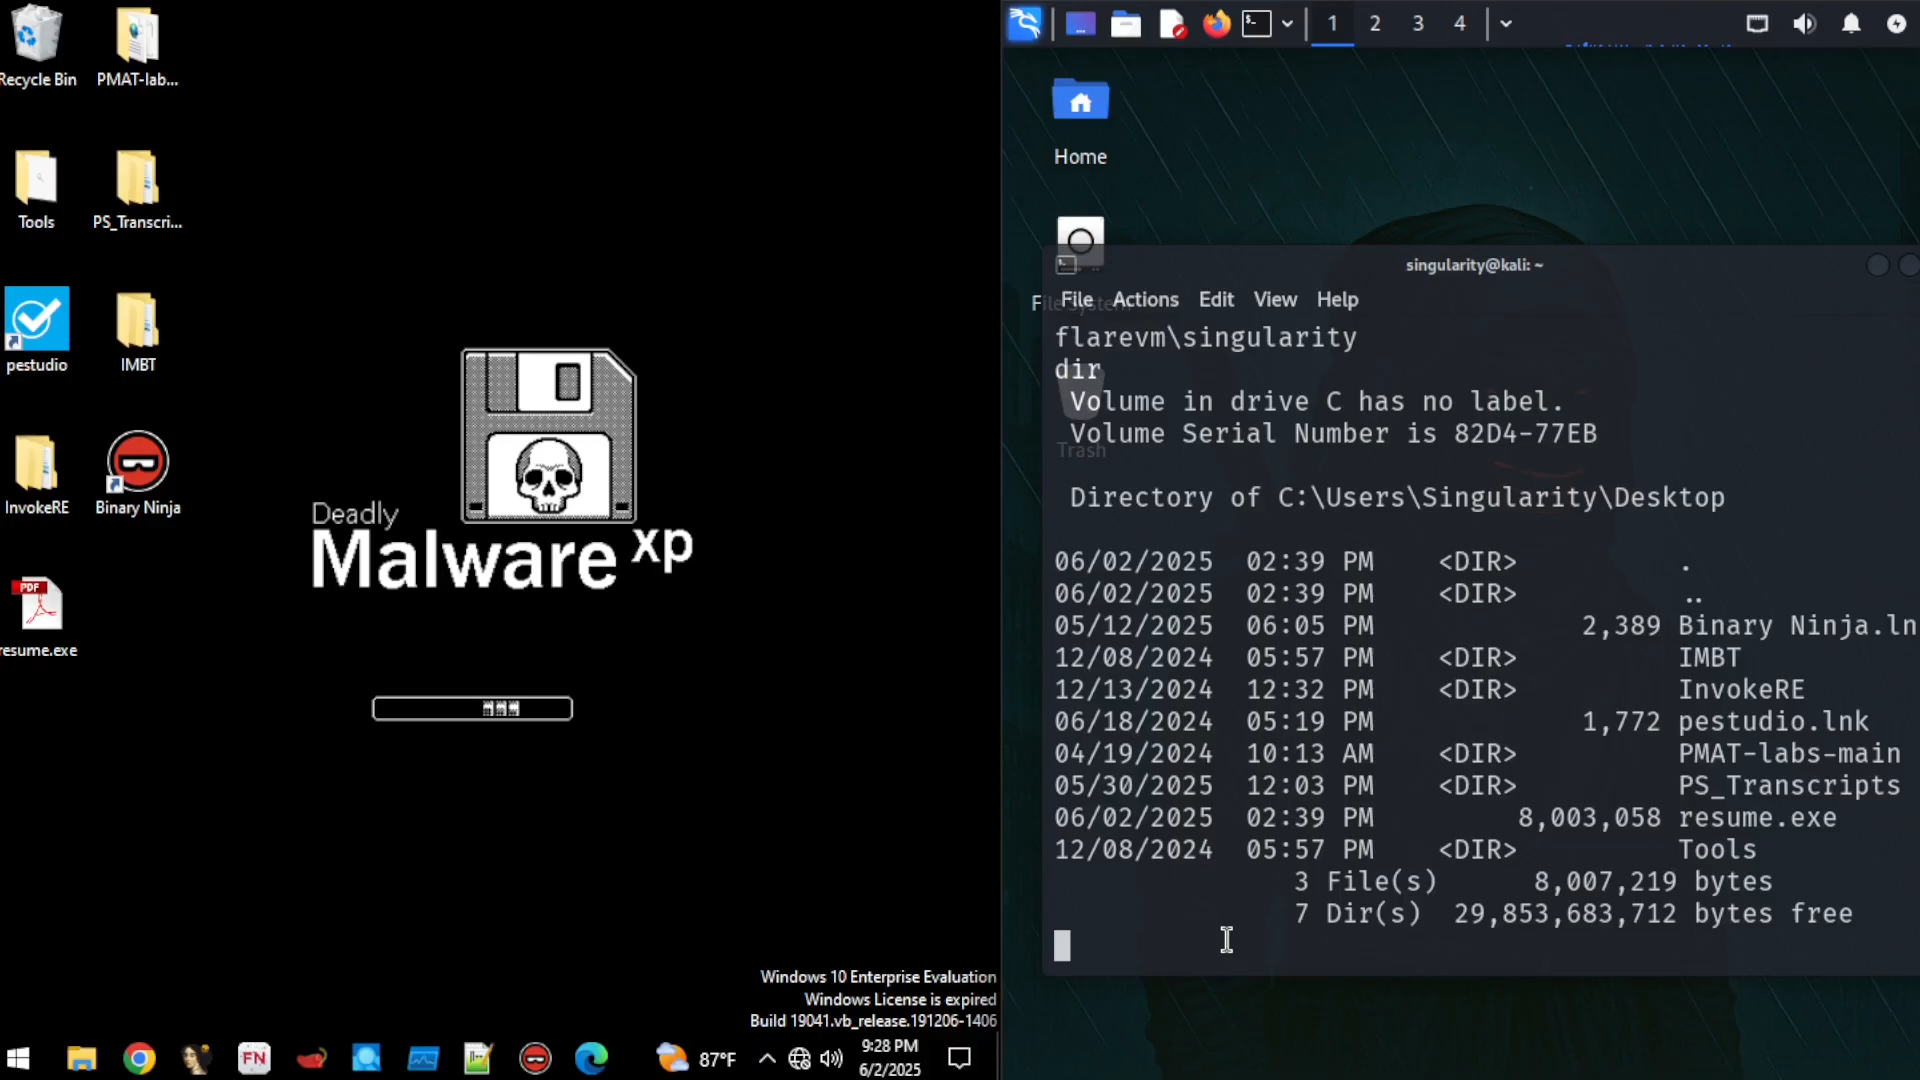 Recycle Bin
PMAT-lab...
Tools
PS_Transcri...
pestudio
IMBT
InvokeRE
Binary Ninja
PDF
resume.exe
Deadly
Malware xp
Windows 10 Enterprise Evaluation
Windows License is expired
Build 19041.vb_release.191206-1406
FN
87°F
9:28 PM
6/2/2025
1 2 3 4
Home
File System
Trash
singularity@kali: ~
File Actions Edit View Help
flarevm\singularity
dir
Volume in drive C has no label.
Volume Serial Number is 82D4-77EB
Directory of C:\Users\Singularity\Desktop
06/02/2025 02:39 PM <DIR> .
06/02/2025 02:39 PM <DIR> ..
05/12/2025 06:05 PM 2,389 Binary Ninja.ln
12/08/2024 05:57 PM <DIR> IMBT
12/13/2024 12:32 PM <DIR> InvokeRE
06/18/2024 05:19 PM 1,772 pestudio.lnk
04/19/2024 10:13 AM <DIR> PMAT-labs-main
05/30/2025 12:03 PM <DIR> PS_Transcripts
06/02/2025 02:39 PM 8,003,058 resume.exe
12/08/2024 05:57 PM <DIR> Tools
3 File(s) 8,007,219 bytes
7 Dir(s) 29,853,683,712 bytes free